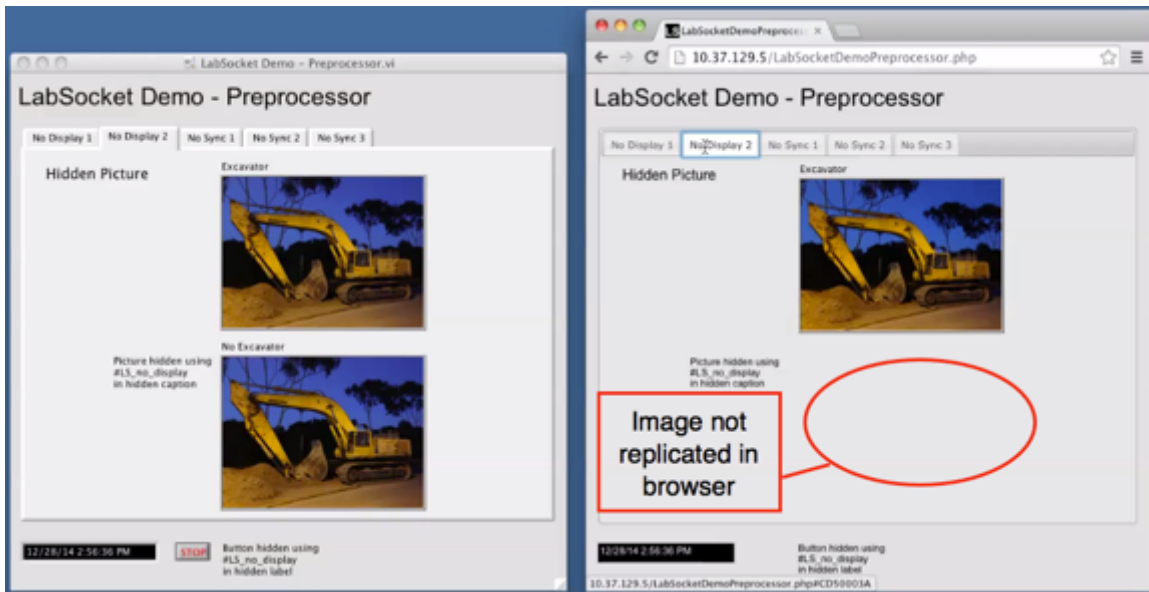 LabSocket Demo - Preprocessor.vi
LabSocket Demo - Preprocessor
No Display 1
No Display 2
No Sync 1
No Sync 2
No Sync 3
Hidden Picture
Excavator
No Excavator
Picture hidden using
#LS_no_display
in hidden caption
12/28/14 2:56:36 PM
STOP
Button hidden using
#LS_no_display
in hidden label
LabSocketDemoPreproces
10.37.129.5/LabSocketDemoPreprocessor.php
LabSocket Demo - Preprocessor
No Display 1
No Display 2
No Sync 1
No Sync 2
No Sync 3
Hidden Picture
Excavator
Picture hidden using
#LS_no_display
in hidden caption
Image not
replicated in
browser
12/28/14 2:56:36 PM
Button hidden using
#LS_no_display
in hidden label
10.37.129.5/LabSocketDemoPreprocessor.php#CD50003A